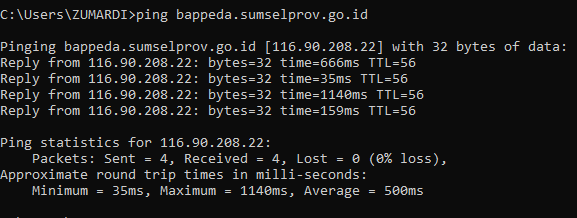 C:\Users\ZUMARDI>ping bappeda.sumselprov.go.id
Pinging bappeda.sumselprov.go.id [116.90.208.22] with 32 bytes of data:
Reply from 116.90.208.22: bytes=32 time=666ms TTL=56
Reply from 116.90.208.22: bytes=32 time=35ms TTL=56
Reply from 116.90.208.22: bytes=32 time=1140ms TTL=56
Reply from 116.90.208.22: bytes=32 time=159ms TTL=56
Ping statistics for 116.90.208.22:
    Packets: Sent = 4, Received = 4, Lost = 0 (0% loss),
Approximate round trip times in milli-seconds:
    Minimum = 35ms, Maximum = 1140ms, Average = 500ms